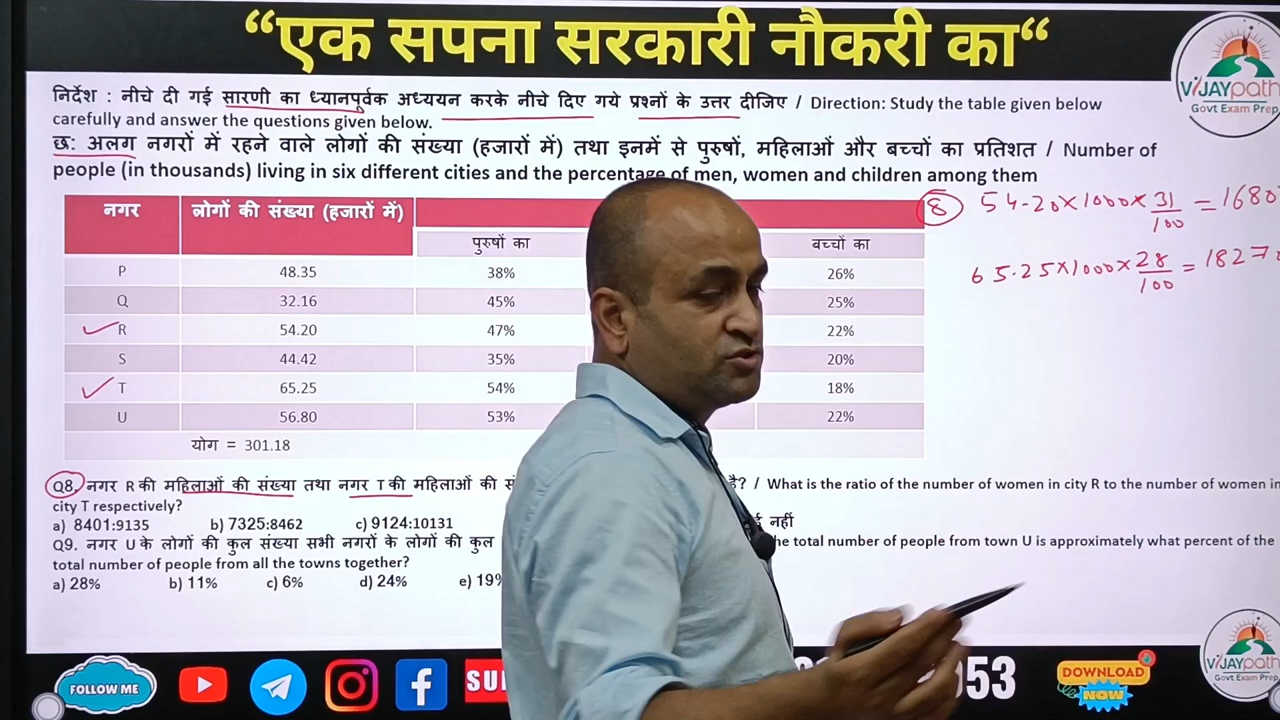 “एक सपना सरकारी नौकरी का“
VIJAYpath
Govt Exam Prep
निर्देश : नीचे दी गई सारणी का ध्यानपूर्वक अध्ययन करके नीचे दिए गये प्रश्नों के उत्तर दीजिए / Direction: Study the table given below
carefully and answer the questions given below.
छ: अलग नगरों में रहने वाले लोगों की संख्या (हजारों में) तथा इनमें से पुरुषों, महिलाओं और बच्चों का प्रतिशत / Number of
people (in thousands) living in six different cities and the percentage of men, women and children among them
नगर लोगों की संख्या (हजारों में)
पुरुषों का बच्चों का
P 48.35 38% 26%
Q 32.16 45% 25%
R 54.20 47% 22%
S 44.42 35% 20%
T 65.25 54% 18%
U 56.80 53% 22%
योग = 301.18
8 54.20×1000×31/100 = 1680
65.25×1000×28/100 = 1827
Q8. नगर R की महिलाओं की संख्या तथा नगर T की महिलाओं की है? / What is the ratio of the number of women in city R to the number of women in
city T respectively?
a) 8401:9135 b) 7325:8462 c) 9124:10131 नहीं
Q9. नगर U के लोगों की कुल संख्या सभी नगरों के लोगों की कुल the total number of people from town U is approximately what percent of the
total number of people from all the towns together?
a) 28% b) 11% c) 6% d) 24% e) 19%
FOLLOW ME
953
DOWNLOAD
NOW
VIJAYpath
Govt Exam Prep